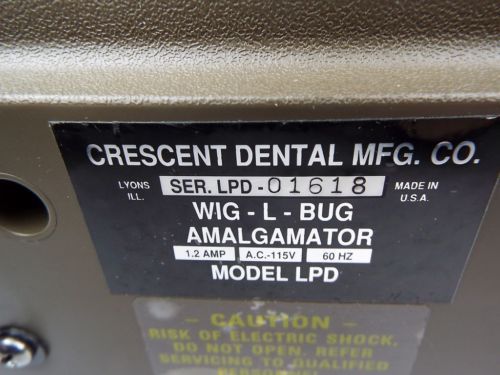 CRESCENT DENTAL MFG. CO.
LYONS ILL. SER. LPD - 01618 MADE IN U.S.A.
WIG - L - BUG
AMALGAMATOR
1.2 AMP A.C.-115V 60 HZ
MODEL LPD
- CAUTION -
RISK OF ELECTRIC SHOCK,
DO NOT OPEN. REFER
SERVICING TO QUALIFIED
PERSONNEL